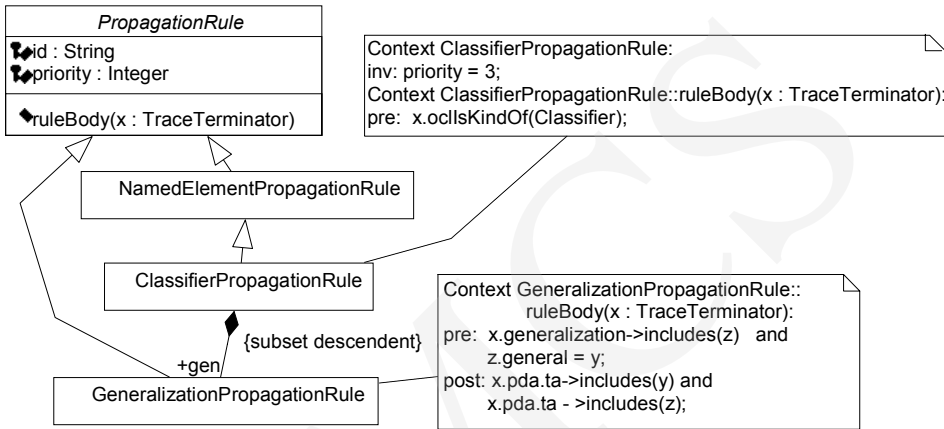 PropagationRule
id : String
priority : Integer
ruleBody(x : TraceTerminator)
Context ClassifierPropagationRule:
inv: priority = 3;
Context ClassifierPropagationRule::ruleBody(x : TraceTerminator):
pre: x.oclIsKindOf(Classifier);
NamedElementPropagationRule
ClassifierPropagationRule
{subset descendent}
+gen
GeneralizationPropagationRule
Context GeneralizationPropagationRule::
ruleBody(x : TraceTerminator):
pre: x.generalization->includes(z) and
z.general = y;
post: x.pda.ta->includes(y) and
x.pda.ta - >includes(z);
MCS